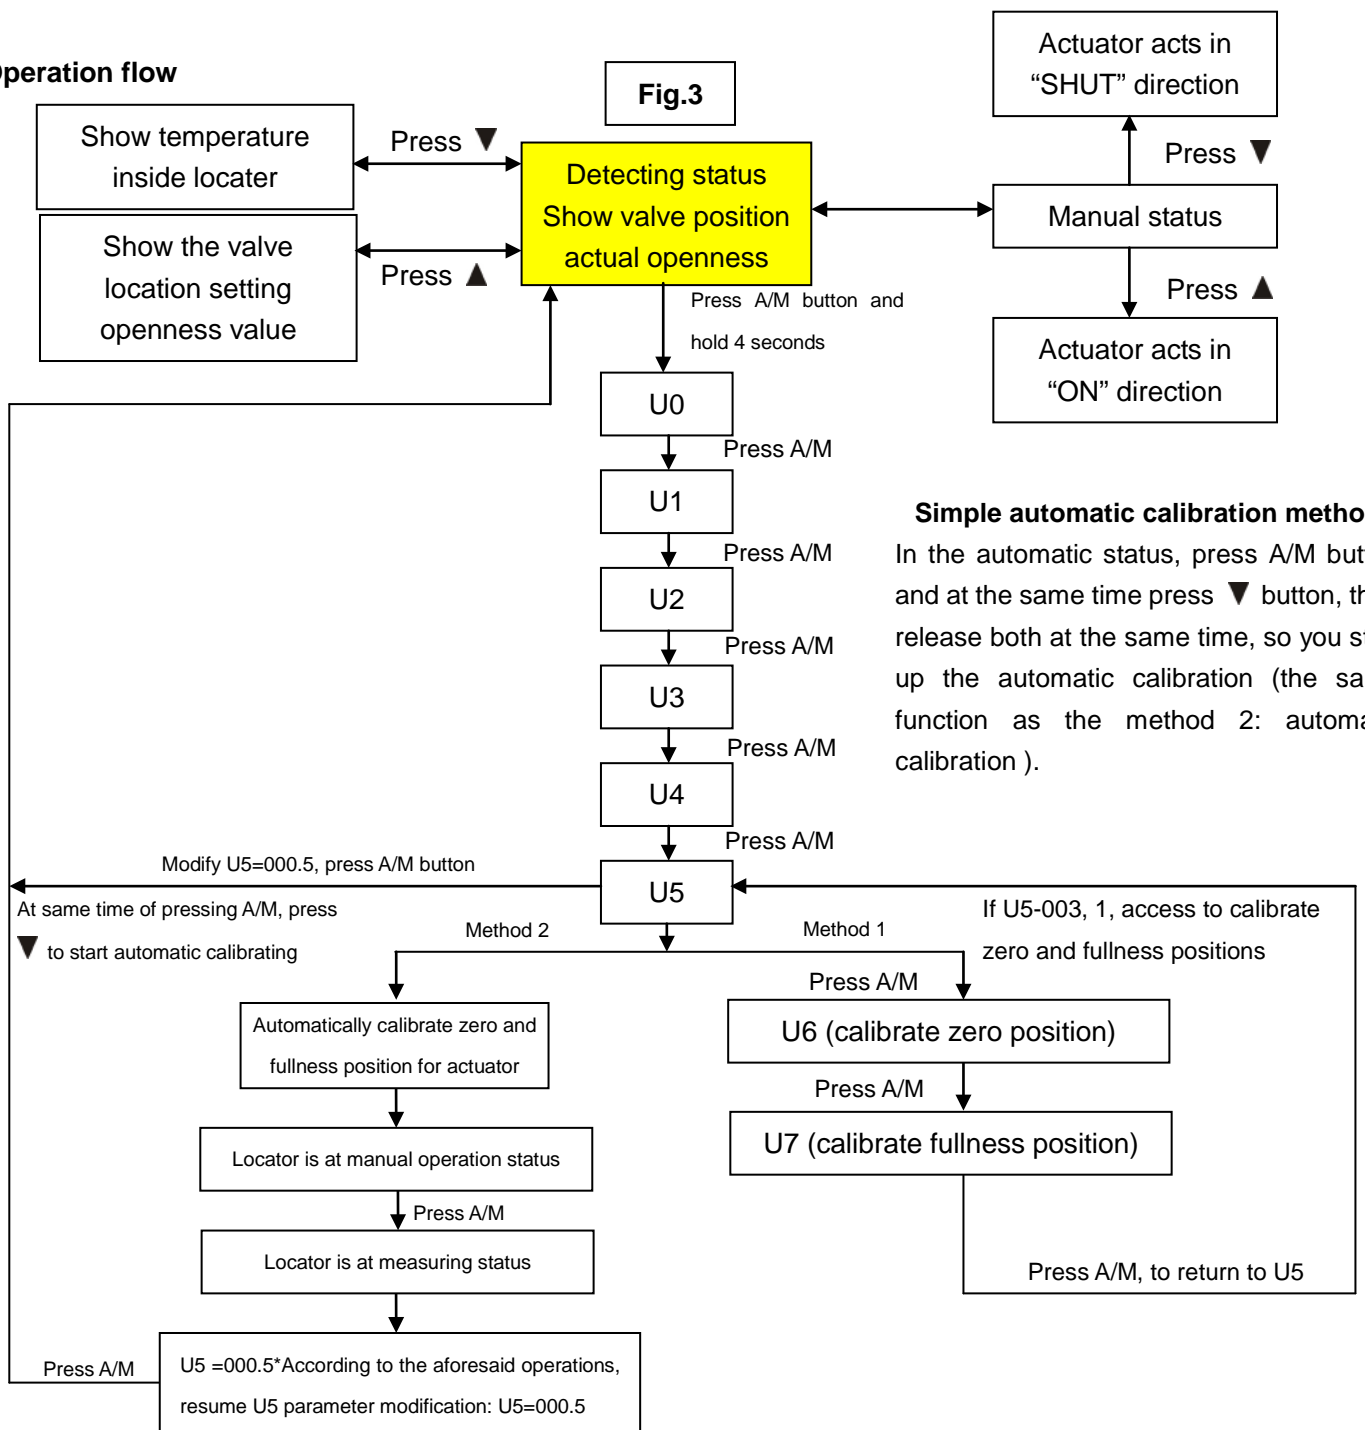 Operation flow
Fig.3
Show temperature
inside locater
Press ▼
Show the valve
location setting
openness value
Press ▲
Detecting status
Show valve position
actual openness
Actuator acts in
“SHUT” direction
Press ▼
Manual status
Press ▲
Actuator acts in
“ON” direction
Press A/M button and
hold 4 seconds
U0
Press A/M
U1
Press A/M
U2
Press A/M
U3
Press A/M
U4
Press A/M
U5
Simple automatic calibration
In the automatic status, press A/M
and at the same time press ▼ button,
release both at the same time, so you
up the automatic calibration (the
function as the method 2:
calibration ).
Modify U5=000.5, press A/M button
At same time of pressing A/M, press
▼ to start automatic calibrating
Method 2
Method 1
If U5-003, 1, access to calibrate
zero and fullness positions
Press A/M
Automatically calibrate zero and
fullness position for actuator
U6 (calibrate zero position)
Press A/M
U7 (calibrate fullness position)
Locator is at manual operation status
Press A/M
Locator is at measuring status
Press A/M, to return to U5
Press A/M
U5 =000.5*According to the aforesaid operations,
resume U5 parameter modification: U5=000.5